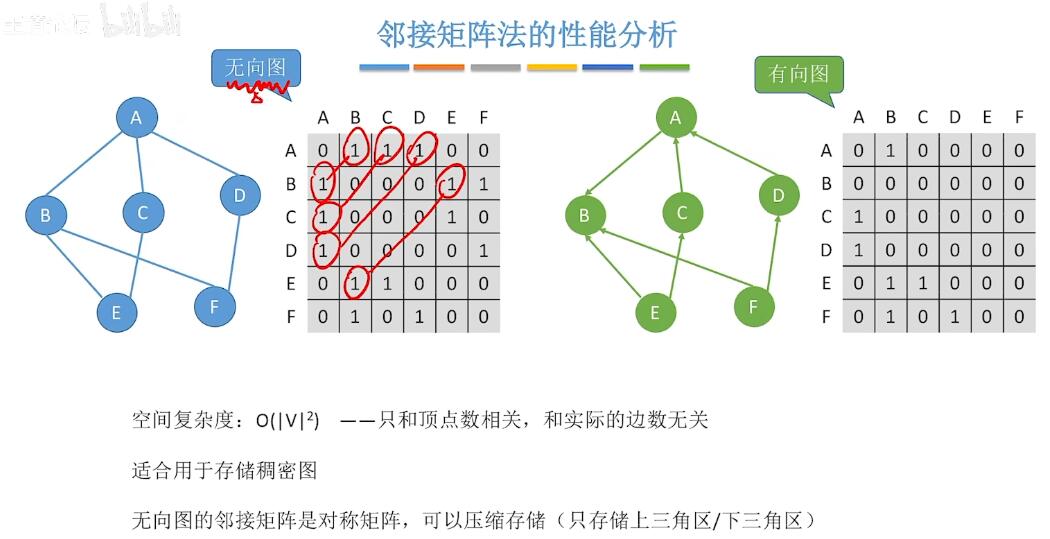 bilibili
邻接矩阵法的性能分析
无向图
A
B
C
D
E
F
A B C D E F
A 0 1 1 1 0 0
B 1 0 0 0 1 1
C 1 0 0 0 1 0
D 1 0 0 0 0 1
E 0 1 1 0 0 0
F 0 1 0 1 0 0
有向图
A
B
C
D
E
F
A B C D E F
A 0 1 0 0 0 0
B 0 0 0 0 0 0
C 1 0 0 0 0 0
D 1 0 0 0 0 0
E 0 1 1 0 0 0
F 0 1 0 1 0 0
空间复杂度：O(|V|²) ——只和顶点数相关，和实际的边数无关
适合用于存储稠密图
无向图的邻接矩阵是对称矩阵，可以压缩存储（只存储上三角区/下三角区）